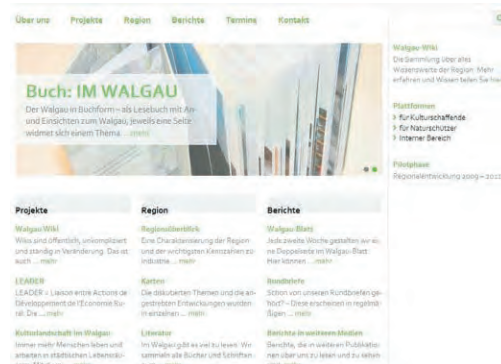 Über uns Projekte Region Berichte Termine Kontakt
Buch: IM WALGAU
Der Walgau in Buchform – als Lesebuch mit An-
und Einsichten zum Walgau, jeweils eine Seite
widmet sich einem Thema ... mehr
Walgau-Wiki
Die Sammlung über alles
Wissenswerte der Region. Mehr
erfahren und Wissen teilen Sie hier
Plattformen
für Kulturschaffende
für Naturschützer
Interner Bereich
Pilotphase
Regionalentwicklung 2009 – 2011
Projekte
Walgau Wiki
Wikis sind öffentlich, unkompliziert
und ständig in Veränderung. Das ist
auch ... mehr
LEADER
LEADER = Liaison entre Actions de
Développement de l'Economie Ru-
ral. Die ... mehr
Kulturlandschaft im Walgau
Immer mehr Menschen leben und
arbeiten in städtischen Lebensräu-
Region
Regionsüberblick
Eine Charakterisierung der Region
und der wichtigsten Kennzahlen zu
Industrie ... mehr
Karten
Die diskutierten Themen und die an-
gestrebten Entwicklungen wurden
in einzelnen ... mehr
Literatur
Im Walgau gibt es viel zu lesen. Wir
sammeln alle Bücher und Schriften
Berichte
Walgau-Blatt
Jede zweite Woche gestalten wir ei-
ne Doppelseite im Walgau-Blatt.
Hier können ... mehr
Rundbriefe
Schon von unseren Rundbriefen ge-
hört? – Diese erscheinen in regelmä-
ßigen ... mehr
Berichte in weiteren Medien
Berichte, die in weiteren Publikatio-
nen über uns zu lesen und zu sehen